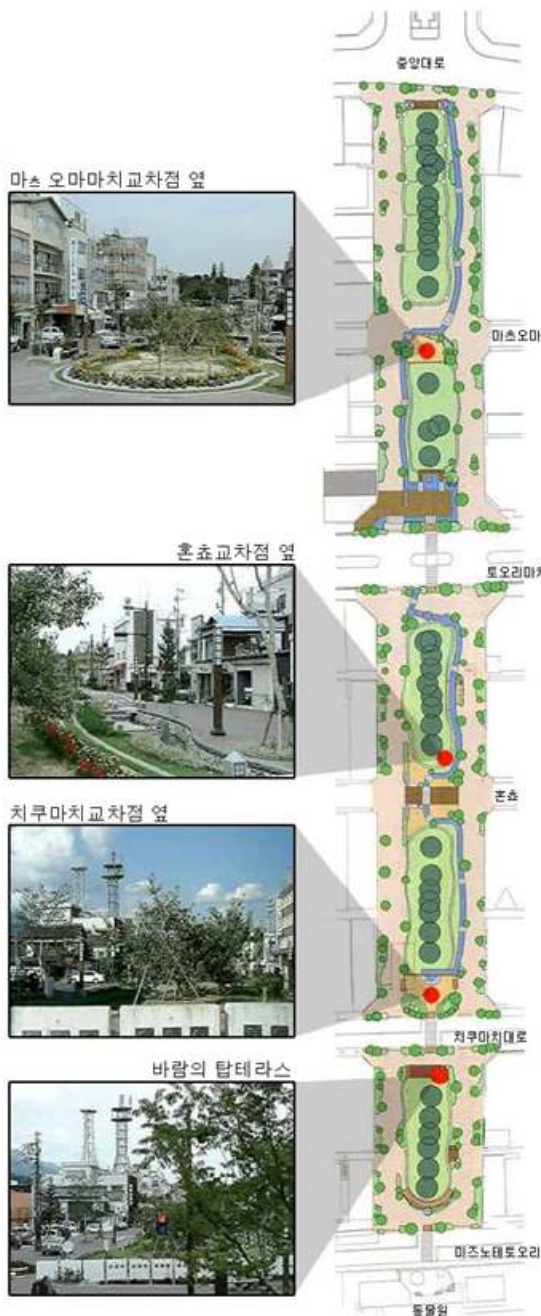 중앙대로
마츠 오마마치교차점 옆
마츠오마
혼쵸교차점 옆
토오리마치
치쿠마치교차점 옆
혼쵸
치쿠마치대로
바람의 탑테라스
미즈노테토오리
동물원